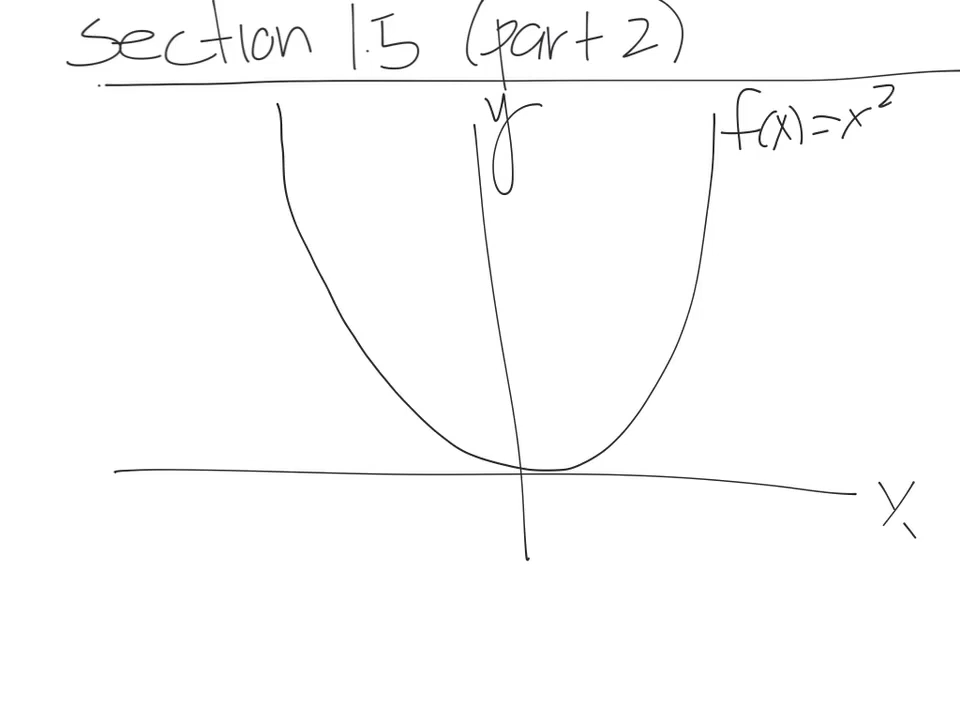 section 1.5 (part 2)
y
f(x)=x²
x